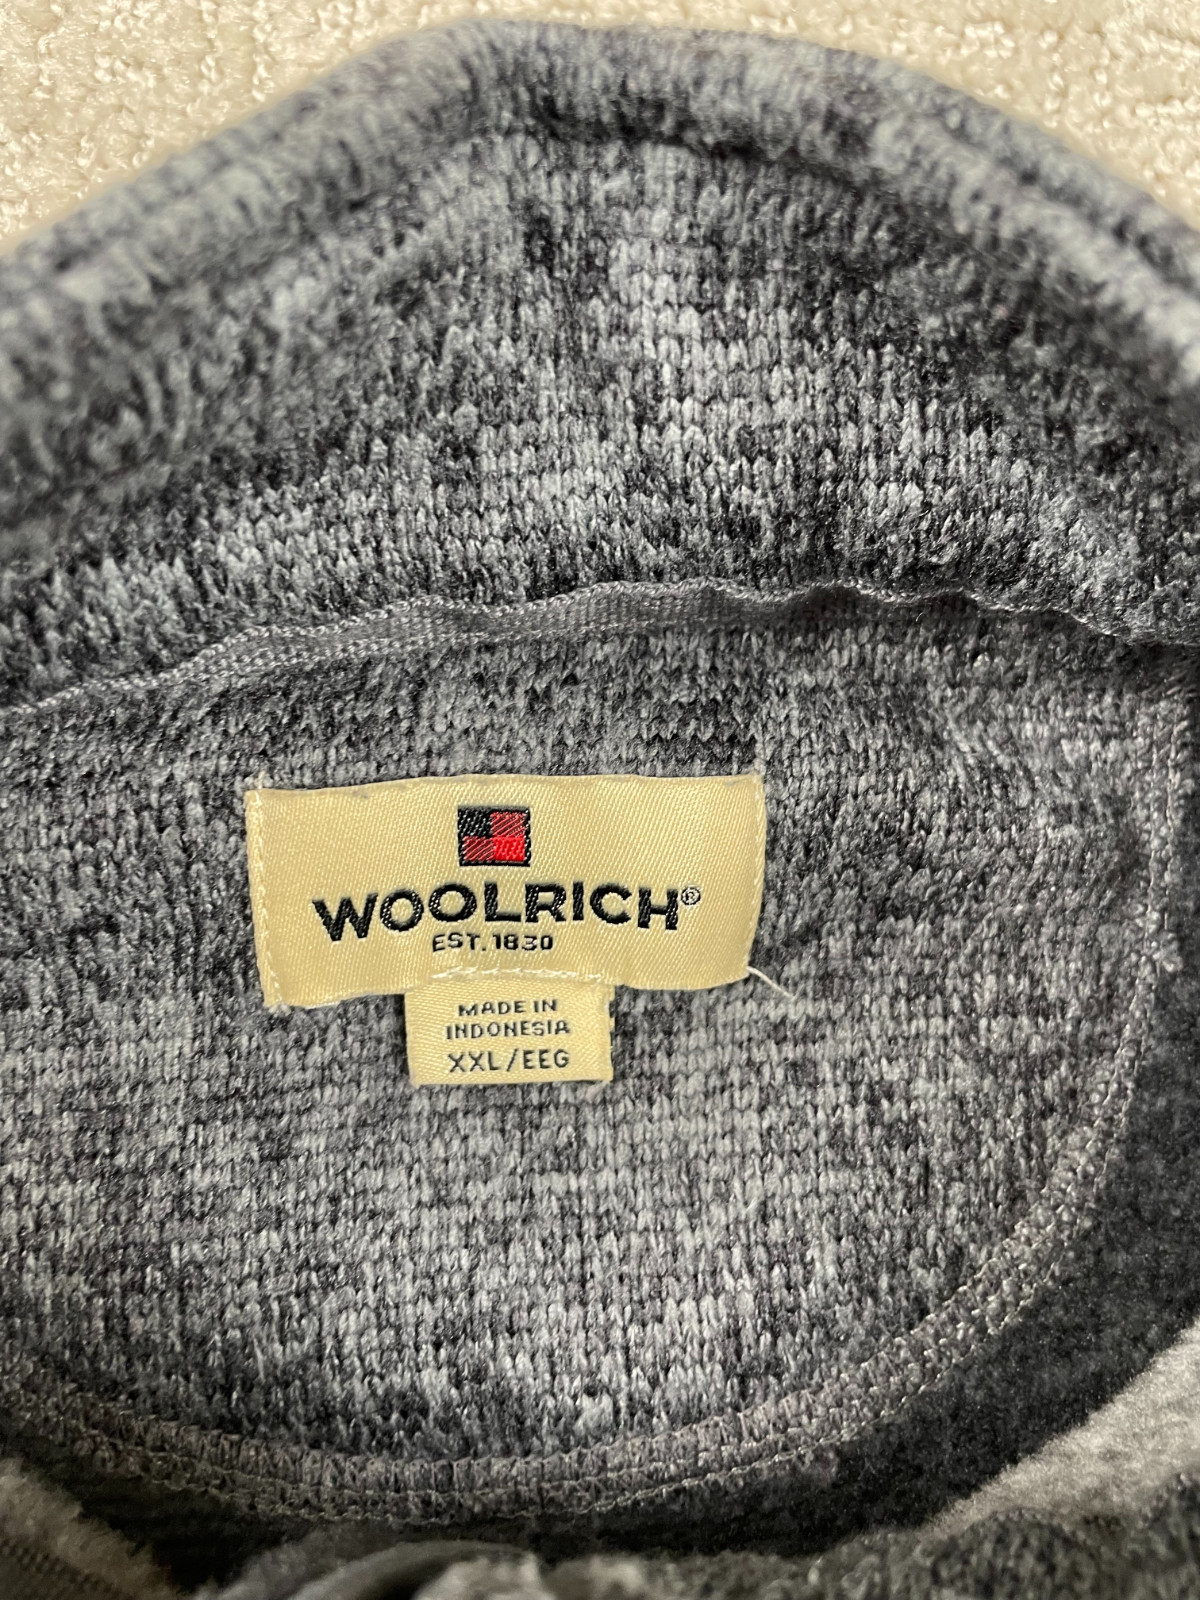 WOOLRICH®
EST. 1830
MADE IN
INDONESIA
XXL/EEG